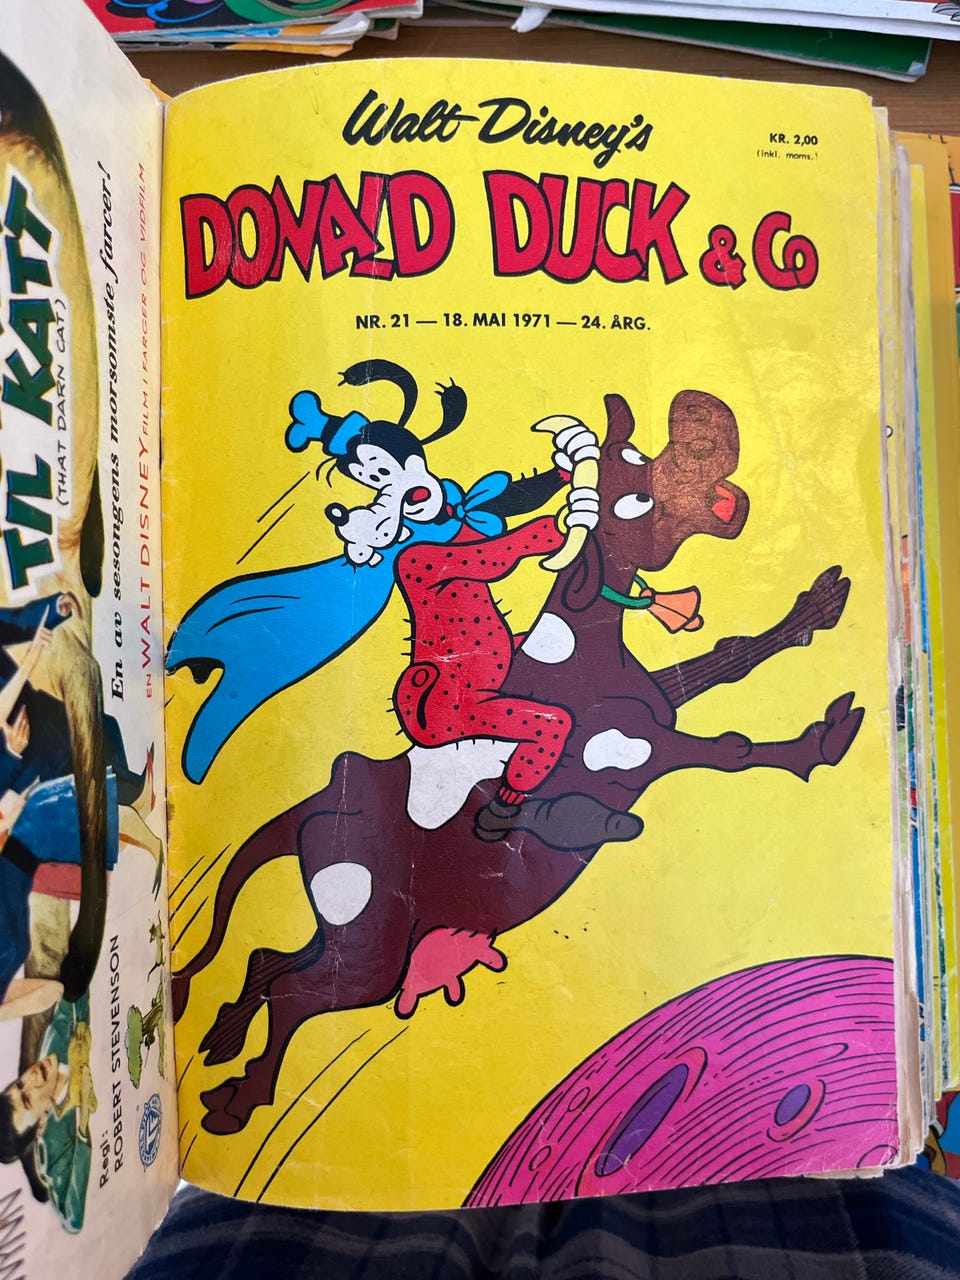 Walt Disney's
KR. 2,00
(inkl. moms.)
DONALD DUCK & Co
NR. 21 — 18. MAI 1971 — 24. ÅRG.
TIL KATT
(THAT DARN CAT)
En av sesongens morsomste farcer!
EN WALT DISNEY FILM I FARGER OG VIDFILM
Regi:
ROBERT STEVENSON